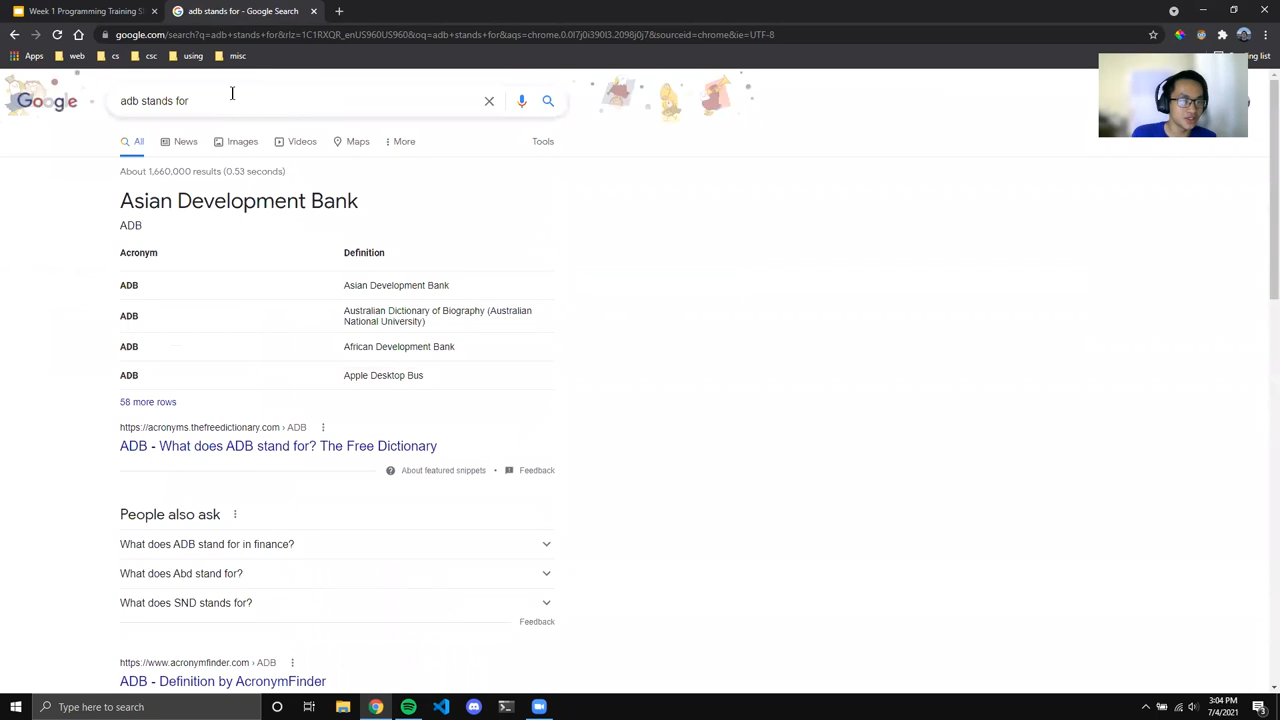 Week 1 Programming Training S
adb stands for - Google Search
google.com/search?q=adb+stands+for&rlz=1C1RXQR_enUS960US960&oq=adb+stands+for&aqs=chrome.0.0l7j0i390l3.2098j0j7&sourceid=chrome&ie=UTF-8
Apps web cs csc using misc
ng list
Google
adb stands for
All News Images Videos Maps More Tools
About 1,660,000 results (0.53 seconds)
Asian Development Bank
ADB
Acronym Definition
ADB Asian Development Bank
ADB Australian Dictionary of Biography (Australian
National University)
ADB African Development Bank
ADB Apple Desktop Bus
58 more rows
https://acronyms.thefreedictionary.com › ADB
ADB - What does ADB stand for? The Free Dictionary
About featured snippets • Feedback
People also ask
What does ADB stand for in finance?
What does Abd stand for?
What does SND stands for?
Feedback
https://www.acronymfinder.com › ADB
ADB - Definition by AcronymFinder
Type here to search
3:04 PM
7/4/2021
3